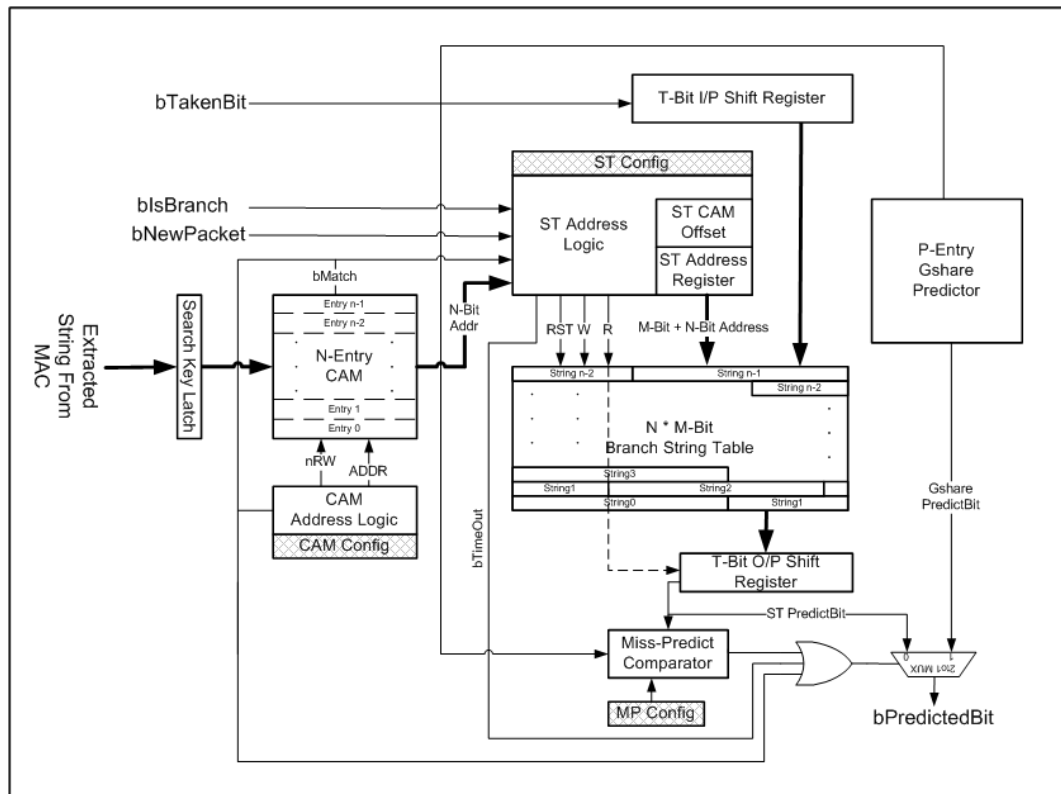 bTakenBit
T-Bit I/P Shift Register
ST Config
bIsBranch
bNewPacket
ST Address
Logic
ST CAM
Offset
ST Address
Register
P-Entry
Gshare
Predictor
bMatch
N-Bit
Addr
RST
W
R
M-Bit + N-Bit Address
Extracted
String From
MAC
Search Key Latch
Entry n-1
Entry n-2
N-Entry
CAM
Entry 1
Entry 0
nRW
ADDR
CAM
Address Logic
CAM Config
String n-2
String n-1
String n-2
N * M-Bit
Branch String Table
String3
String1
String2
String0
String1
bTimeOut
Gshare
PredictBit
T-Bit O/P Shift
Register
ST PredictBit
Miss-Predict
Comparator
MP Config
0
1
2to1 MUX
bPredictedBit